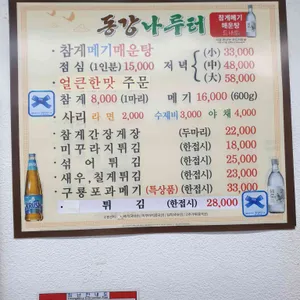 동강나루터
참게메기
매운탕
· 참게메기매운탕
점심 (1인분) 15,000
저녁
(小) 33,000
(中) 48,000
(大) 58,000
· 얼큰한맛 주문
참게 8,000 (1마리) 메기 16,000 (600g)
· 사리 라면 2,000 수제비 3,000 야채 4,000
· 참게간장게장 (두마리) 22,000
· 미꾸라지튀김 (한접시) 18,000
· 섞어튀김 (한접시) 25,000
· 새우, 칠게튀김 (한접시) 23,000
· 구룡포과메기 (특상품) (한접시) 33,000
튀김 (한접시) 28,000